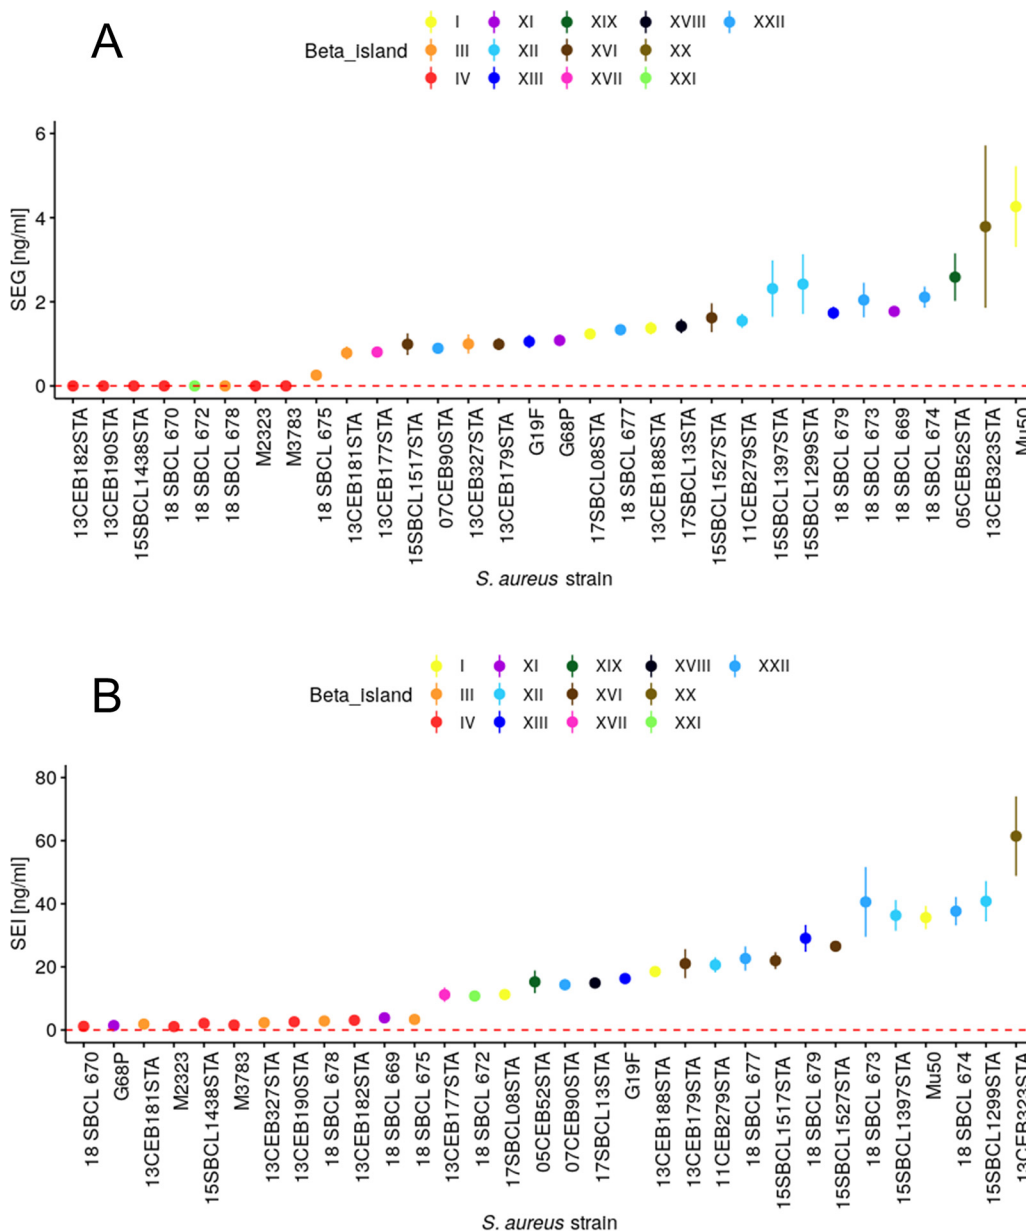 A
Beta_island
I
III
IV
XI
XII
XIII
XIX
XVI
XVII
XVIII
XX
XXI
XXII
SEG [ng/ml]
6
4
2
0
13CEB182STA
13CEB190STA
15SBCL1438STA
18 SBCL 670
18 SBCL 672
18 SBCL 678
M2323
M3783
18 SBCL 675
13CEB181STA
13CEB177STA
15SBCL1517STA
07CEB90STA
13CEB327STA
13CEB179STA
G19F
G68P
17SBCL08STA
18 SBCL 677
13CEB188STA
17SBCL13STA
15SBCL1527STA
11CEB279STA
15SBCL1397STA
15SBCL1299STA
18 SBCL 679
18 SBCL 673
18 SBCL 669
18 SBCL 674
05CEB52STA
13CEB323STA
Mu50
S. aureus strain
B
Beta_island
I
III
IV
XI
XII
XIII
XIX
XVI
XVII
XVIII
XX
XXI
XXII
SEI [ng/ml]
80
60
40
20
0
18 SBCL 670
G68P
13CEB181STA
M2323
15SBCL1438STA
M3783
13CEB327STA
13CEB190STA
18 SBCL 678
13CEB182STA
18 SBCL 669
18 SBCL 675
13CEB177STA
18 SBCL 672
17SBCL08STA
05CEB52STA
07CEB90STA
17SBCL13STA
G19F
13CEB188STA
13CEB179STA
11CEB279STA
18 SBCL 677
15SBCL1517STA
18 SBCL 679
15SBCL1527STA
18 SBCL 673
15SBCL1397STA
Mu50
18 SBCL 674
15SBCL1299STA
13CEB323STA
S. aureus strain